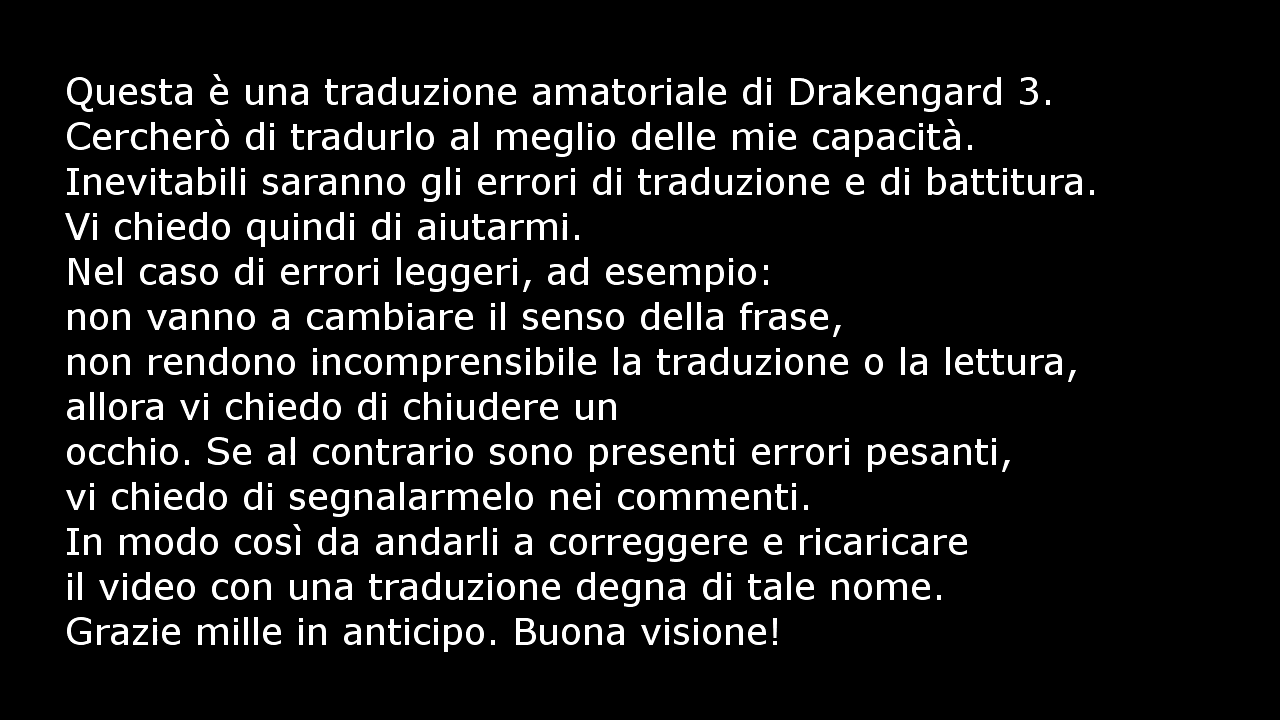 Questa è una traduzione amatoriale di Drakengard 3.
Cercherò di tradurlo al meglio delle mie capacità.
Inevitabili saranno gli errori di traduzione e di battitura.
Vi chiedo quindi di aiutarmi.
Nel caso di errori leggeri, ad esempio:
non vanno a cambiare il senso della frase,
non rendono incomprensibile la traduzione o la lettura,
allora vi chiedo di chiudere un
occhio. Se al contrario sono presenti errori pesanti,
vi chiedo di segnalarmelo nei commenti.
In modo così da andarli a correggere e ricaricare
il video con una traduzione degna di tale nome.
Grazie mille in anticipo. Buona visione!